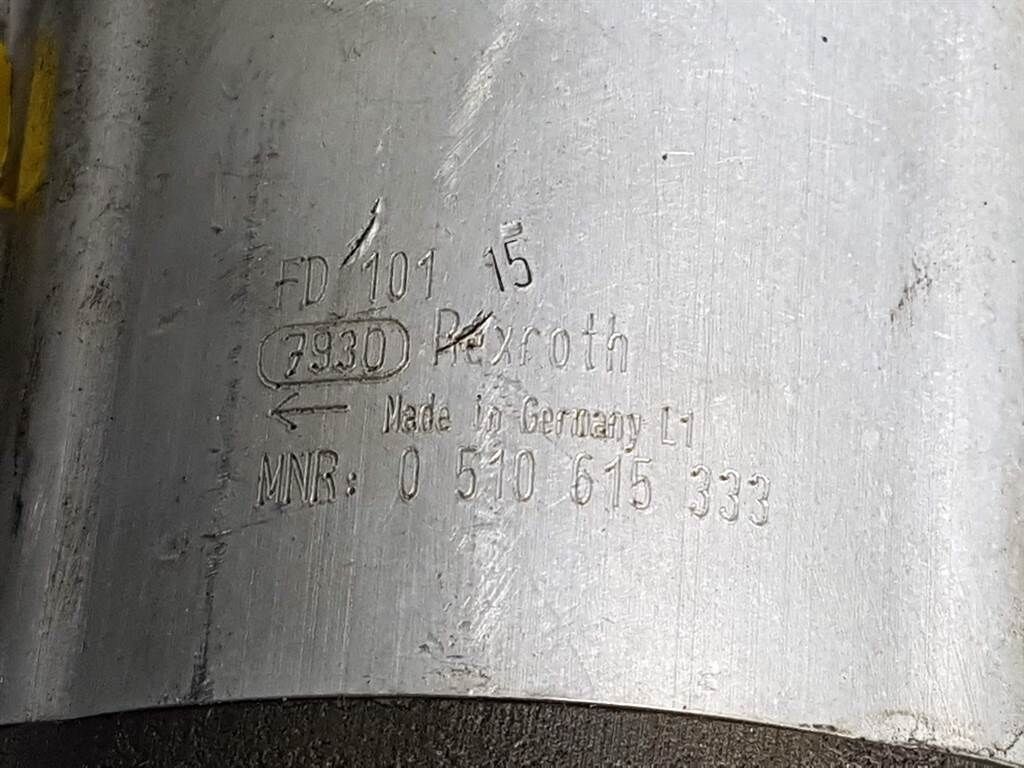 FD 101 15
7930 Rexroth
← Made in Germany L1
MNR: 0 510 615 333